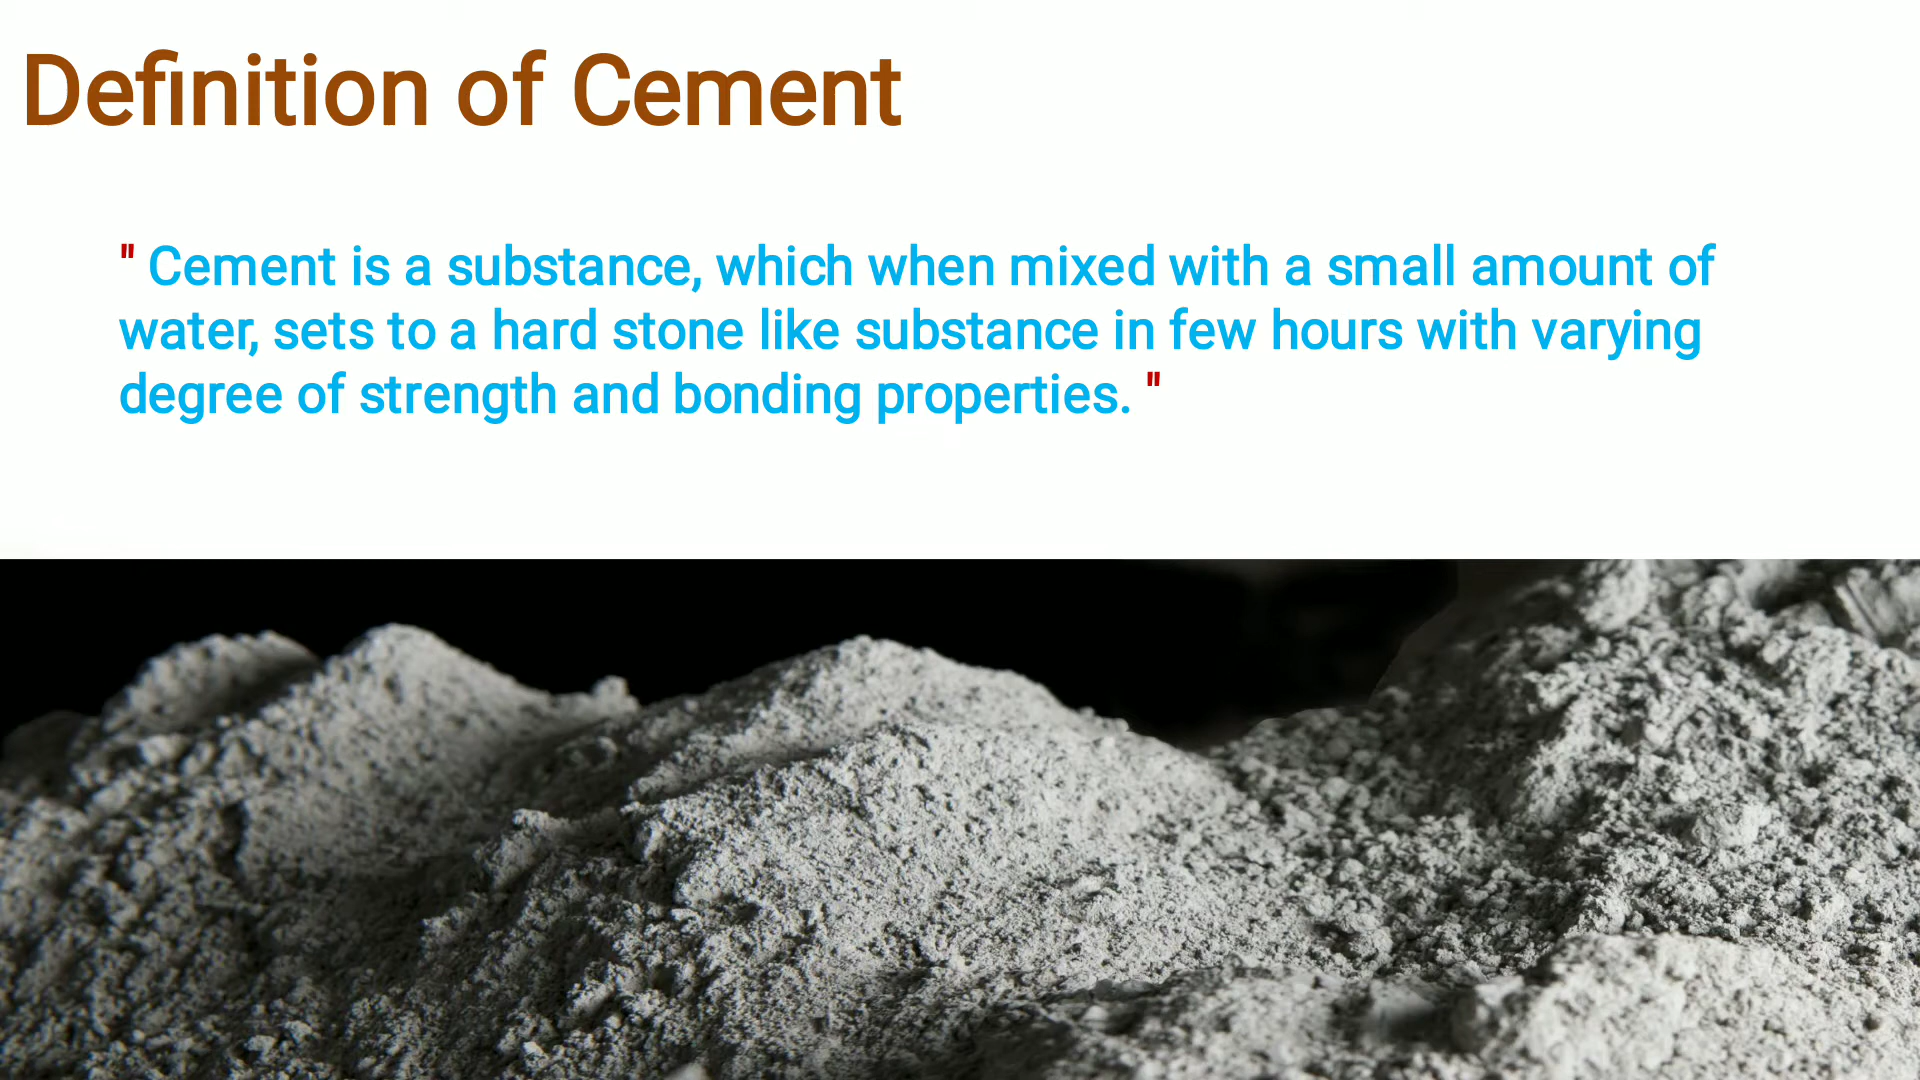 Definition of Cement
" Cement is a substance, which when mixed with a small amount of
water, sets to a hard stone like substance in few hours with varying
degree of strength and bonding properties. "